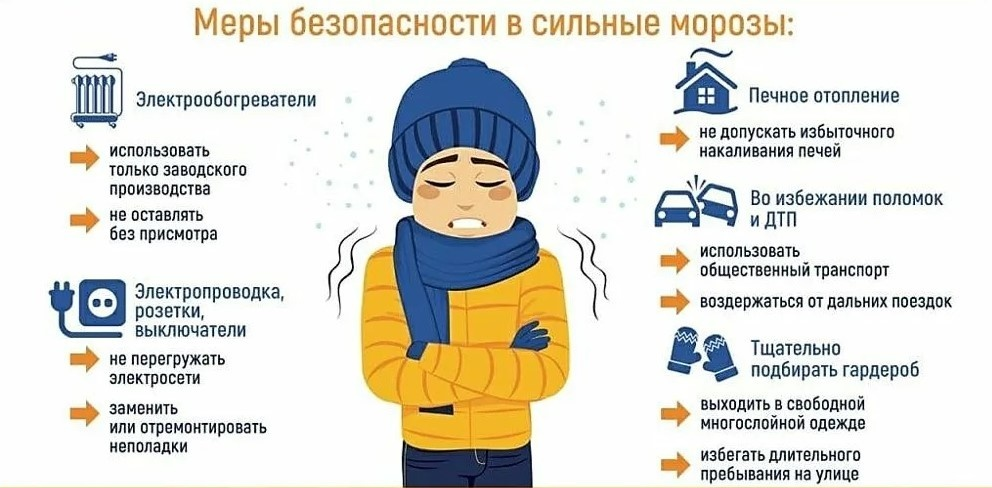 Меры безопасности в сильные морозы:
Электрообогреватели
использовать
только заводского
производства
не оставлять
без присмотра
Электропроводка,
розетки,
выключатели
не перегружать
электросети
заменить
или отремонтировать
неполадки
Печное отопление
не допускать избыточного
накаливания печей
Во избежании поломок
и ДТП
использовать
общественный транспорт
воздержаться от дальних поездок
Тщательно
подбирать гардероб
выходить в свободной
многослойной одежде
избегать длительного
пребывания на улице